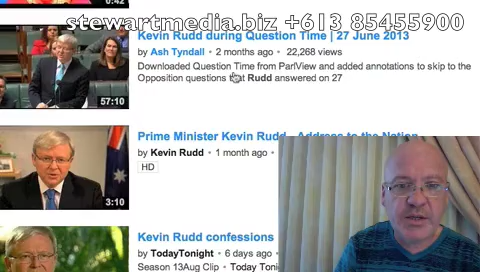 0:42
stewartmedia.biz +613 85455900
Kevin Rudd during Question Time | 27 June 2013
by Ash Tyndall • 2 months ago • 22,268 views
Downloaded Question Time from ParlView and added annotations to skip to the
Opposition questions that Rudd answered on 27
57:10
Prime Minister Kevin Rudd - Address to the Nation
by Kevin Rudd • 1 month ago •
HD
3:10
Kevin Rudd confessions
by TodayTonight • 6 days ago •
Season 13Aug Clip • Today Toni